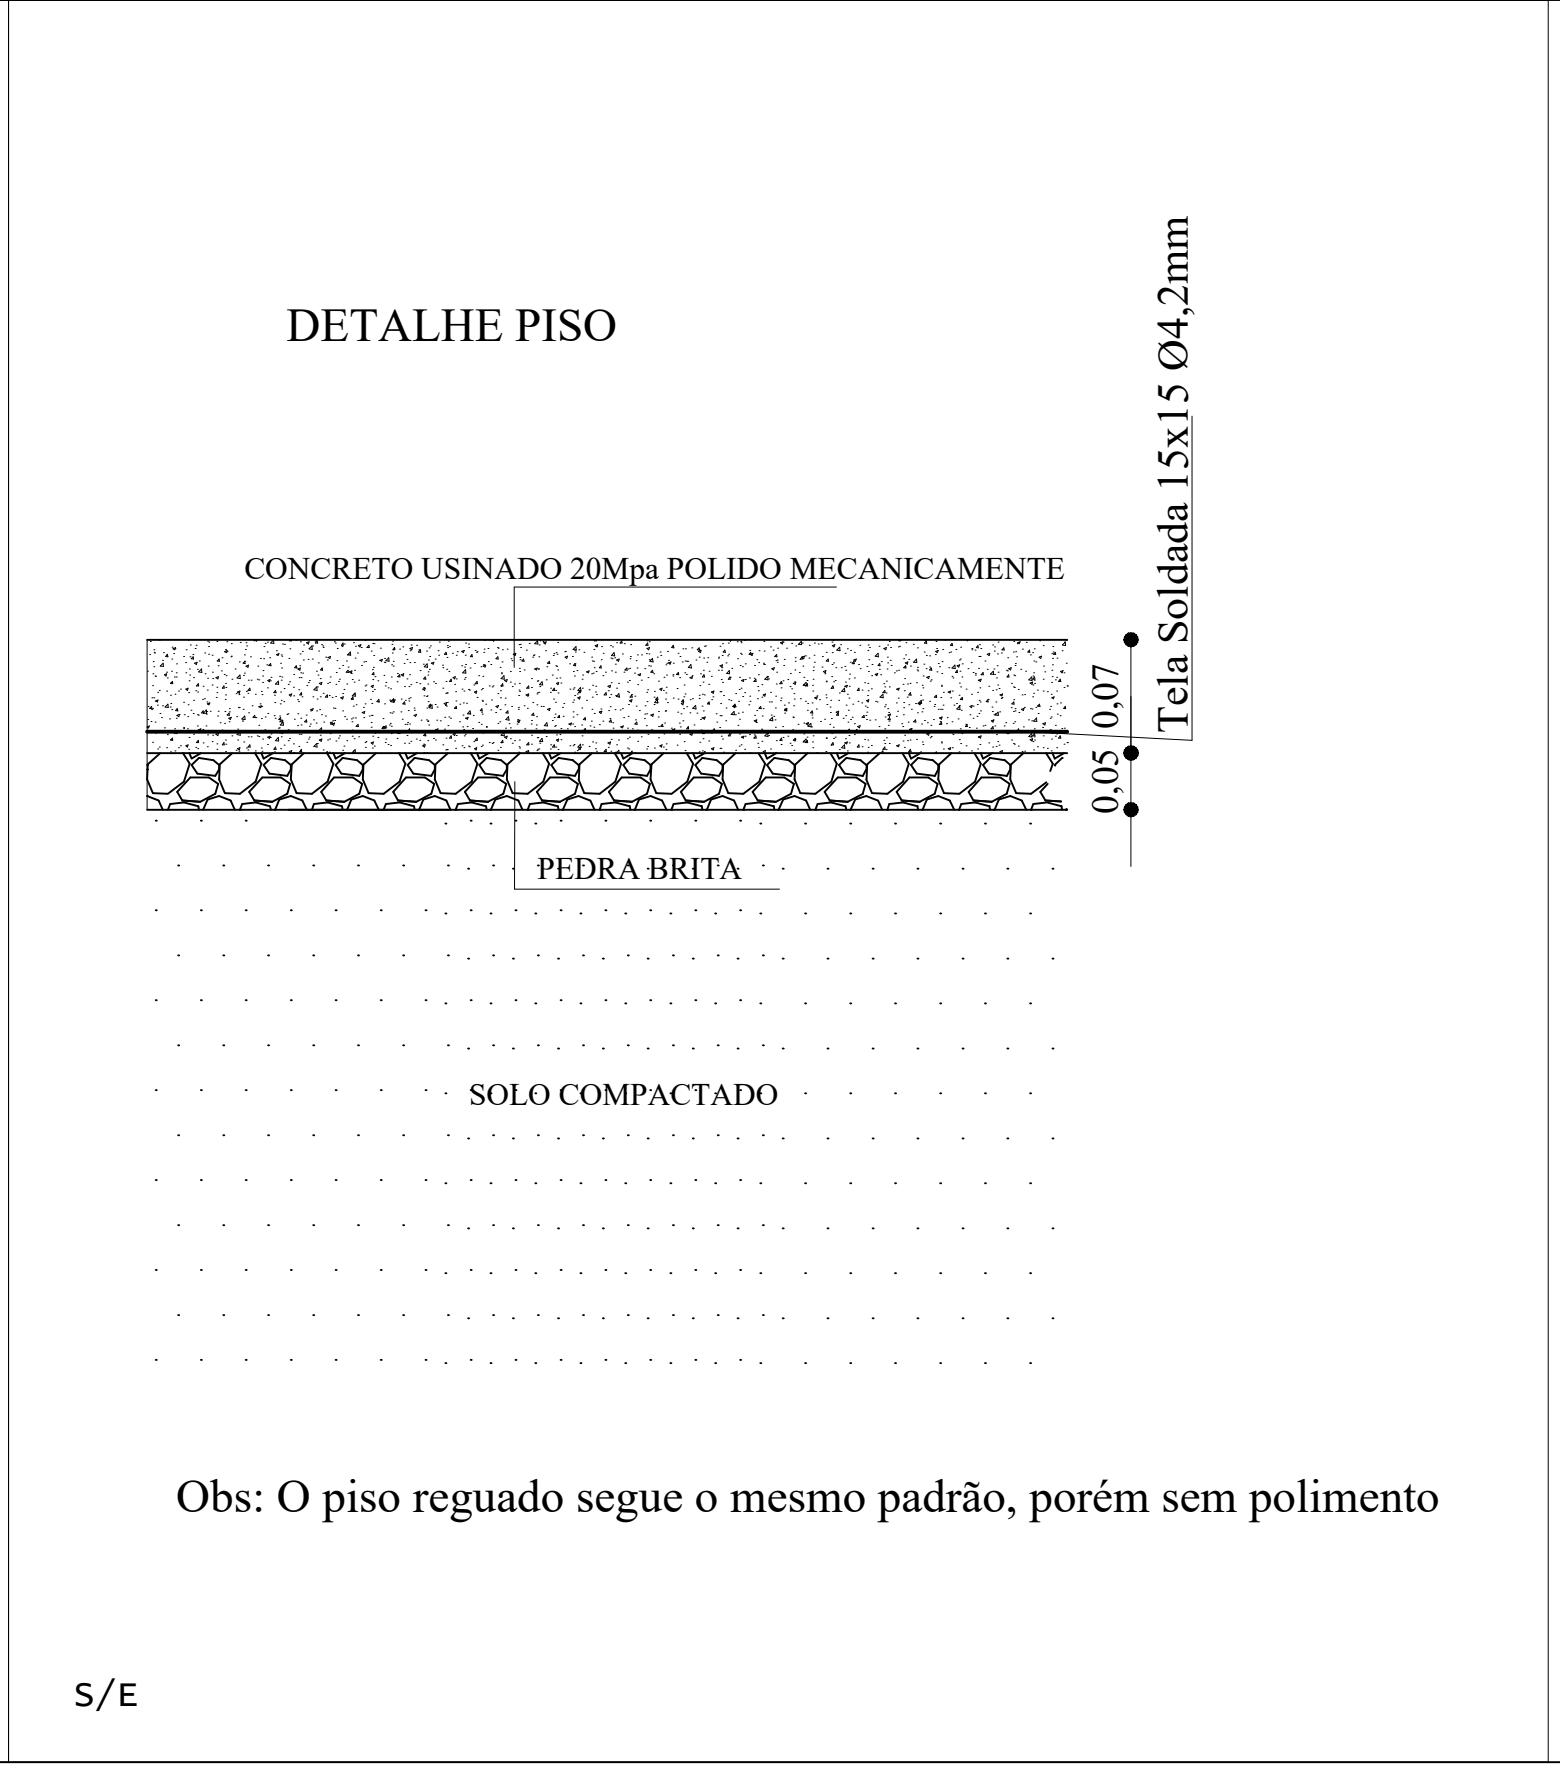 DETALHE PISO
Tela Soldada 15x15 Ø4,2mm
CONCRETO USINADO 20Mpa POLIDO MECANICAMENTE
0,07
0,05
PEDRA BRITA
SOLO COMPACTADO
Obs: O piso reguado segue o mesmo padrão, porém sem polimento
S/E